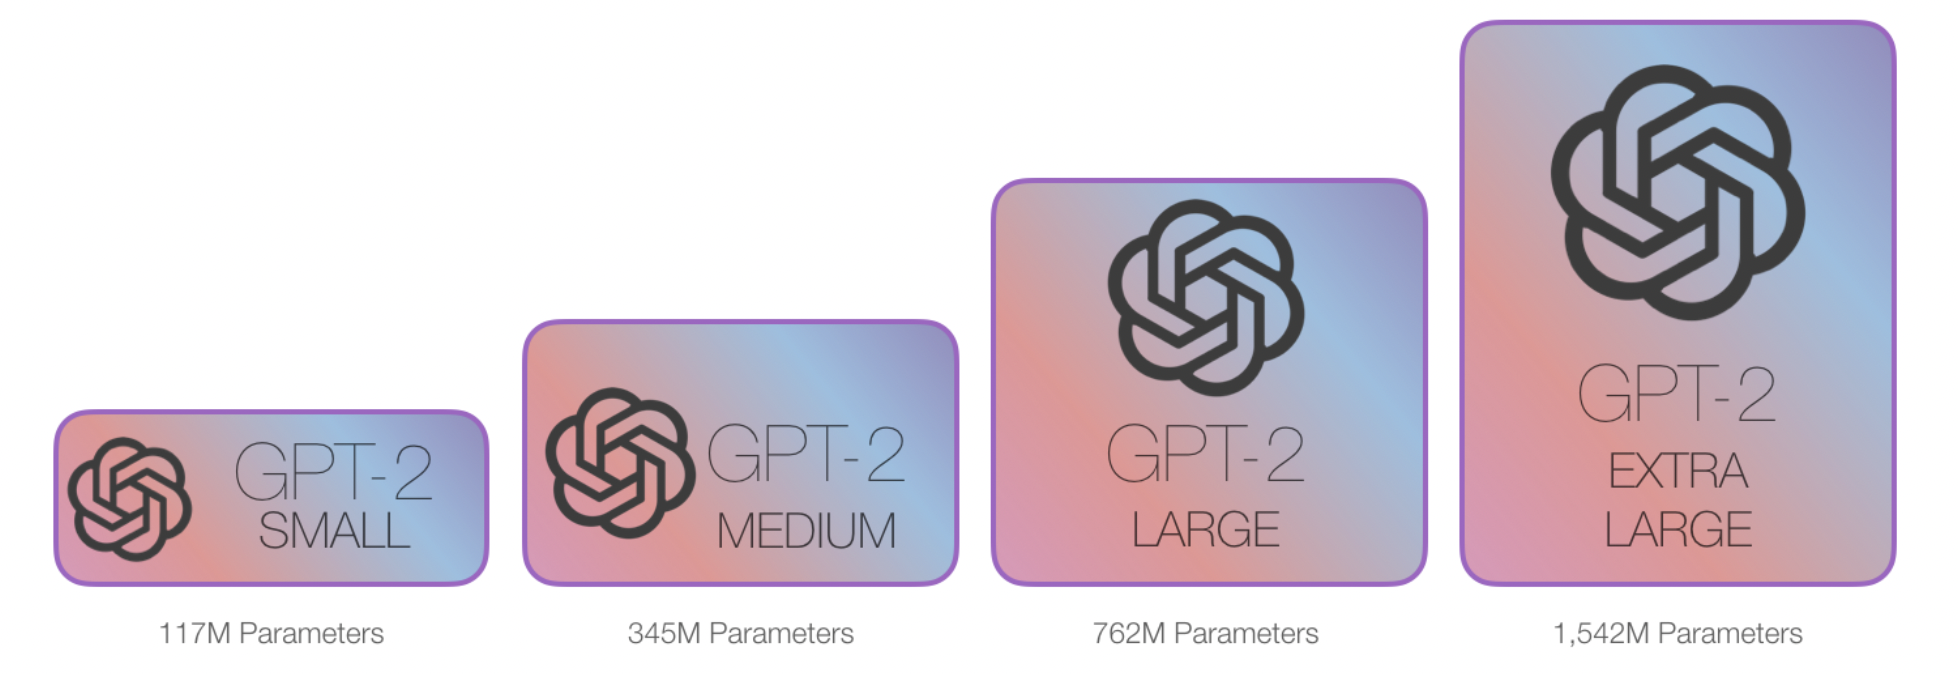 GPT-2
SMALL
117M Parameters
GPT-2
MEDIUM
345M Parameters
GPT-2
LARGE
762M Parameters
GPT-2
EXTRA
LARGE
1,542M Parameters